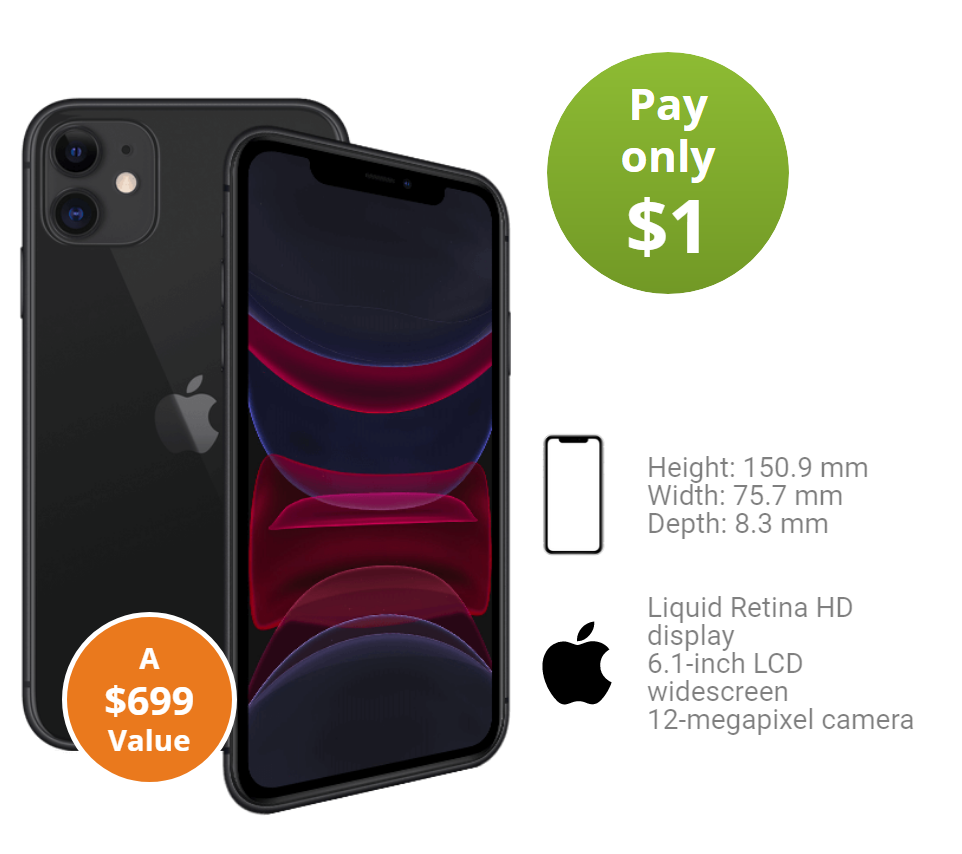 Pay
only
$1
Height: 150.9 mm
Width: 75.7 mm
Depth: 8.3 mm
Liquid Retina HD
display
6.1-inch LCD
widescreen
12-megapixel camera
A
$699
Value